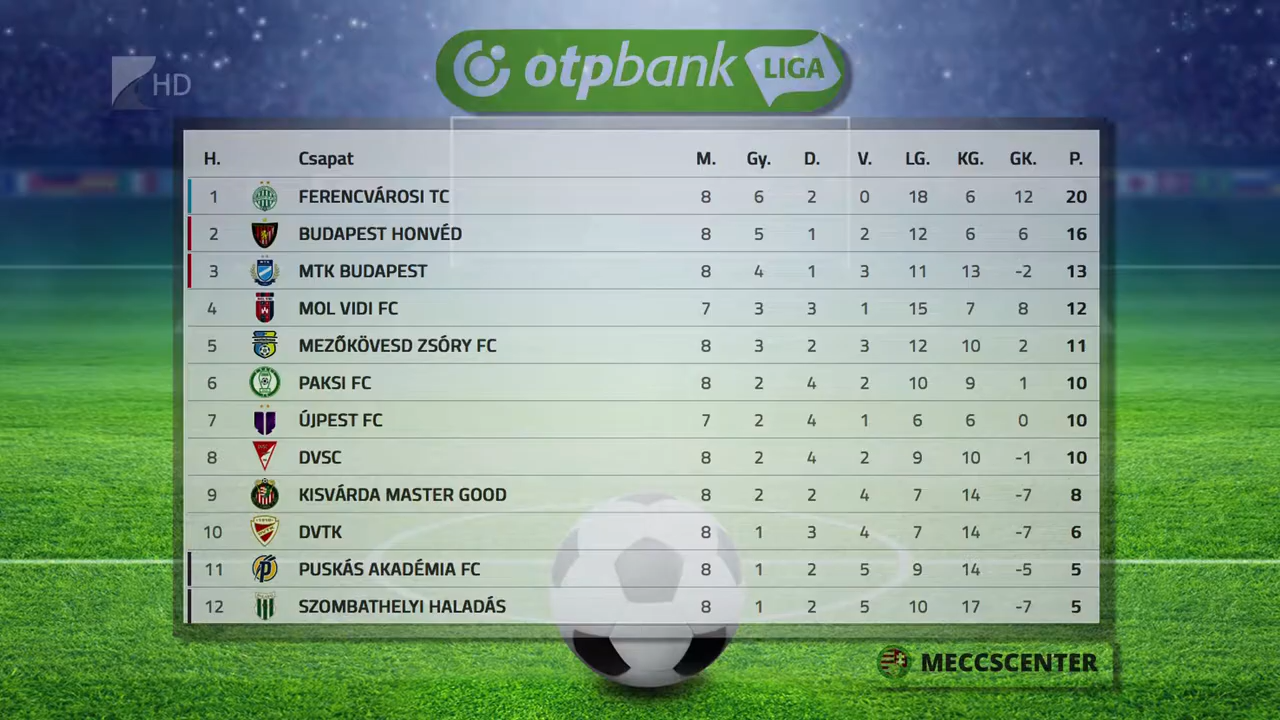 HD
otpbank LIGA
H. Csapat M. Gy. D. V. LG. KG. GK. P.
1 FERENCVÁROSI TC 8 6 2 0 18 6 12 20
2 BUDAPEST HONVÉD 8 5 1 2 12 6 6 16
3 MTK BUDAPEST 8 4 1 3 11 13 -2 13
4 MOL VIDI FC 7 3 3 1 15 7 8 12
5 MEZŐKÖVESD ZSÓRY FC 8 3 2 3 12 10 2 11
6 PAKSI FC 8 2 4 2 10 9 1 10
7 ÚJPEST FC 7 2 4 1 6 6 0 10
8 DVSC 8 2 4 2 9 10 -1 10
9 KISVÁRDA MASTER GOOD 8 2 2 4 7 14 -7 8
10 DVTK 8 1 3 4 7 14 -7 6
11 PUSKÁS AKADÉMIA FC 8 1 2 5 9 14 -5 5
12 SZOMBATHELYI HALADÁS 8 1 2 5 10 17 -7 5
MECCSCENTER